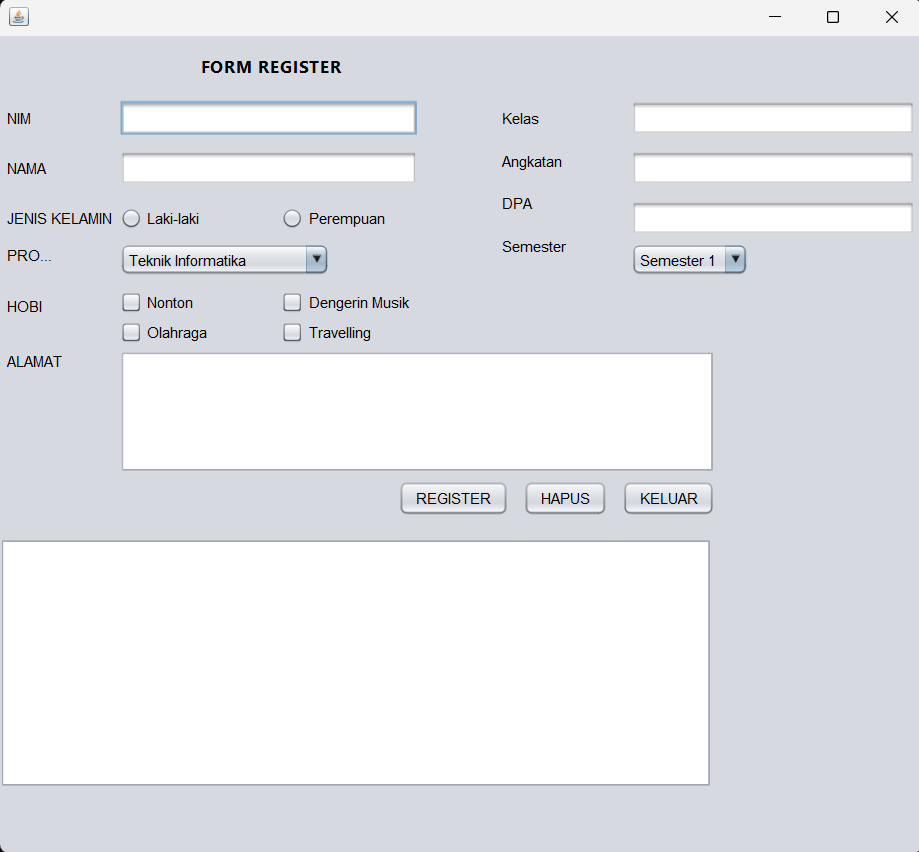 FORM REGISTER
NIM
Kelas
NAMA
Angkatan
JENIS KELAMIN Laki-laki Perempuan
DPA
PRO... Teknik Informatika
Semester Semester 1
HOBI Nonton Dengerin Musik
Olahraga Travelling
ALAMAT
REGISTER HAPUS KELUAR